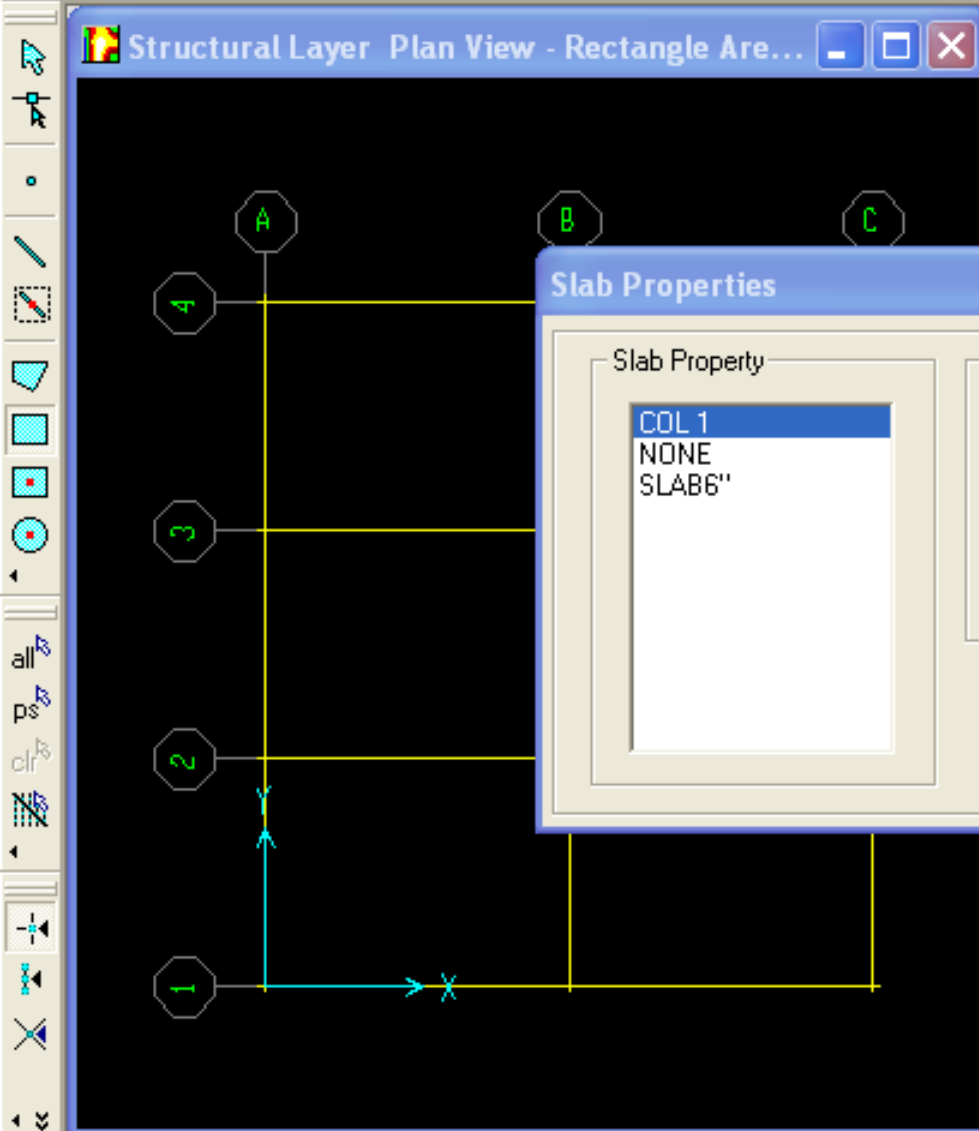 Structural Layer Plan View - Rectangle Are...
A
B
C
4
Slab Properties
Slab Property
COL 1
NONE
SLAB6"
3
all
ps
2
clr
Y
1
X